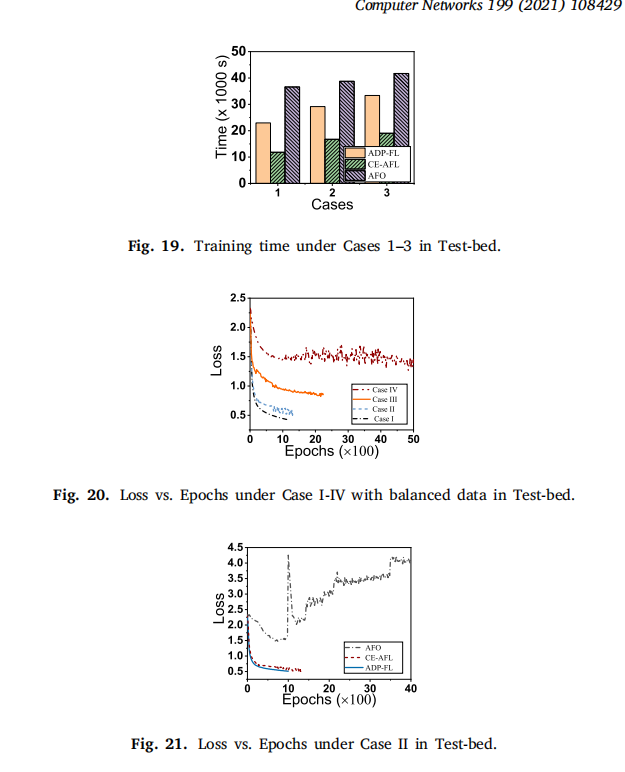 Computer Networks 199 (2021) 108429
50
40
30
20
10
0
Time (x 1000 s)
ADP-FL
CE-AFL
AFO
1 2 3
Cases
Fig. 19. Training time under Cases 1–3 in Test-bed.
2.5
2.0
1.5
1.0
0.5
Loss
Case IV
Case III
Case II
Case I
0 10 20 30 40 50
Epochs (×100)
Fig. 20. Loss vs. Epochs under Case I-IV with balanced data in Test-bed.
4.5
4.0
3.5
3.0
2.5
2.0
1.5
1.0
0.5
Loss
AFO
CE-AFL
ADP-FL
0 10 20 30 40
Epochs (×100)
Fig. 21. Loss vs. Epochs under Case II in Test-bed.